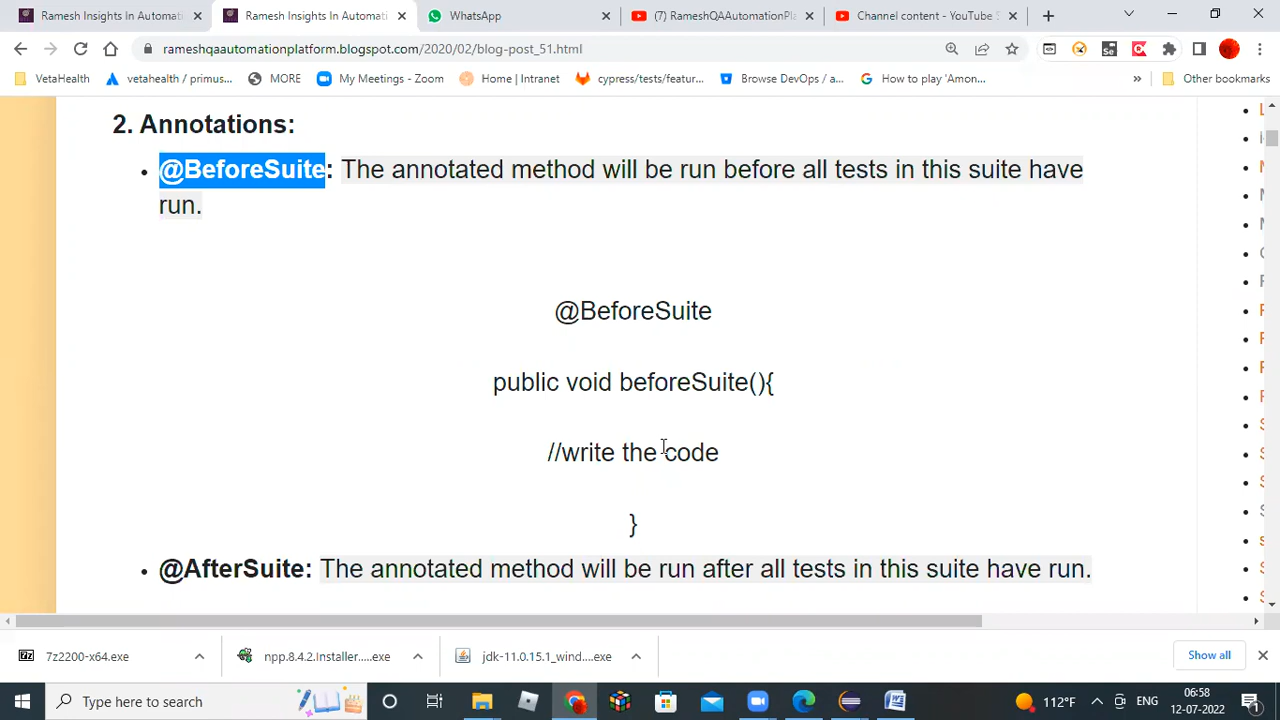 Ramesh Insights In Automati
Ramesh Insights In Automati
WhatsApp
(7) RameshQAAutomationPl
Channel content - YouTube S
rameshqaautomationplatform.blogspot.com/2020/02/blog-post_51.html
VetaHealth
vetahealth / primus...
MORE
My Meetings - Zoom
Home | Intranet
cypress/tests/featur...
Browse DevOps / a...
How to play 'Amon...
»
Other bookmarks
2. Annotations:
@BeforeSuite: The annotated method will be run before all tests in this suite have
run.
@BeforeSuite
public void beforeSuite(){
//write the code
}
@AfterSuite: The annotated method will be run after all tests in this suite have run.
7z2200-x64.exe
npp.8.4.2.Installer.....exe
jdk-11.0.15.1_wind....exe
Show all
Type here to search
112°F
ENG
06:58
12-07-2022